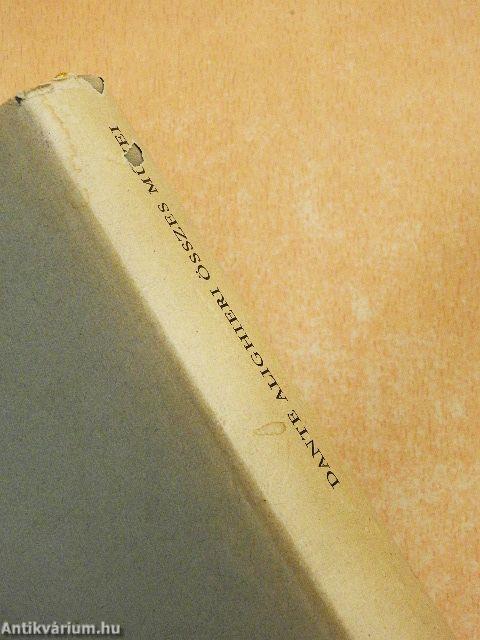 DANTE ALIGHIERI ÖSSZES MŰVEI
Antikvárium.hu